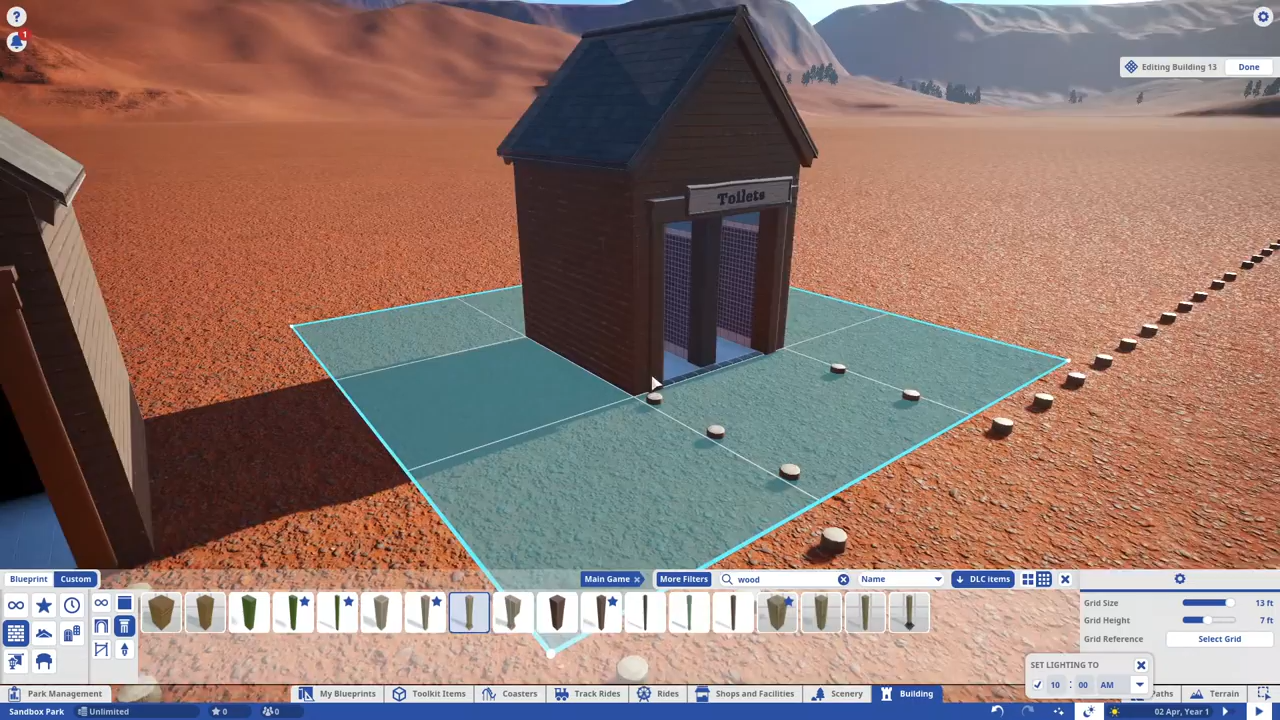 ?
1
Editing Building 13
Done
Toilets
Blueprint
Custom
Main Game
More Filters
wood
Name
DLC items
Grid Size
13 ft
Grid Height
7 ft
Grid Reference
Select Grid
SET LIGHTING TO
10 : 00 AM
Park Management
My Blueprints
Toolkit Items
Coasters
Track Rides
Rides
Shops and Facilities
Scenery
Building
Paths
Terrain
Sandbox Park
Unlimited
0
0
02 Apr, Year 1